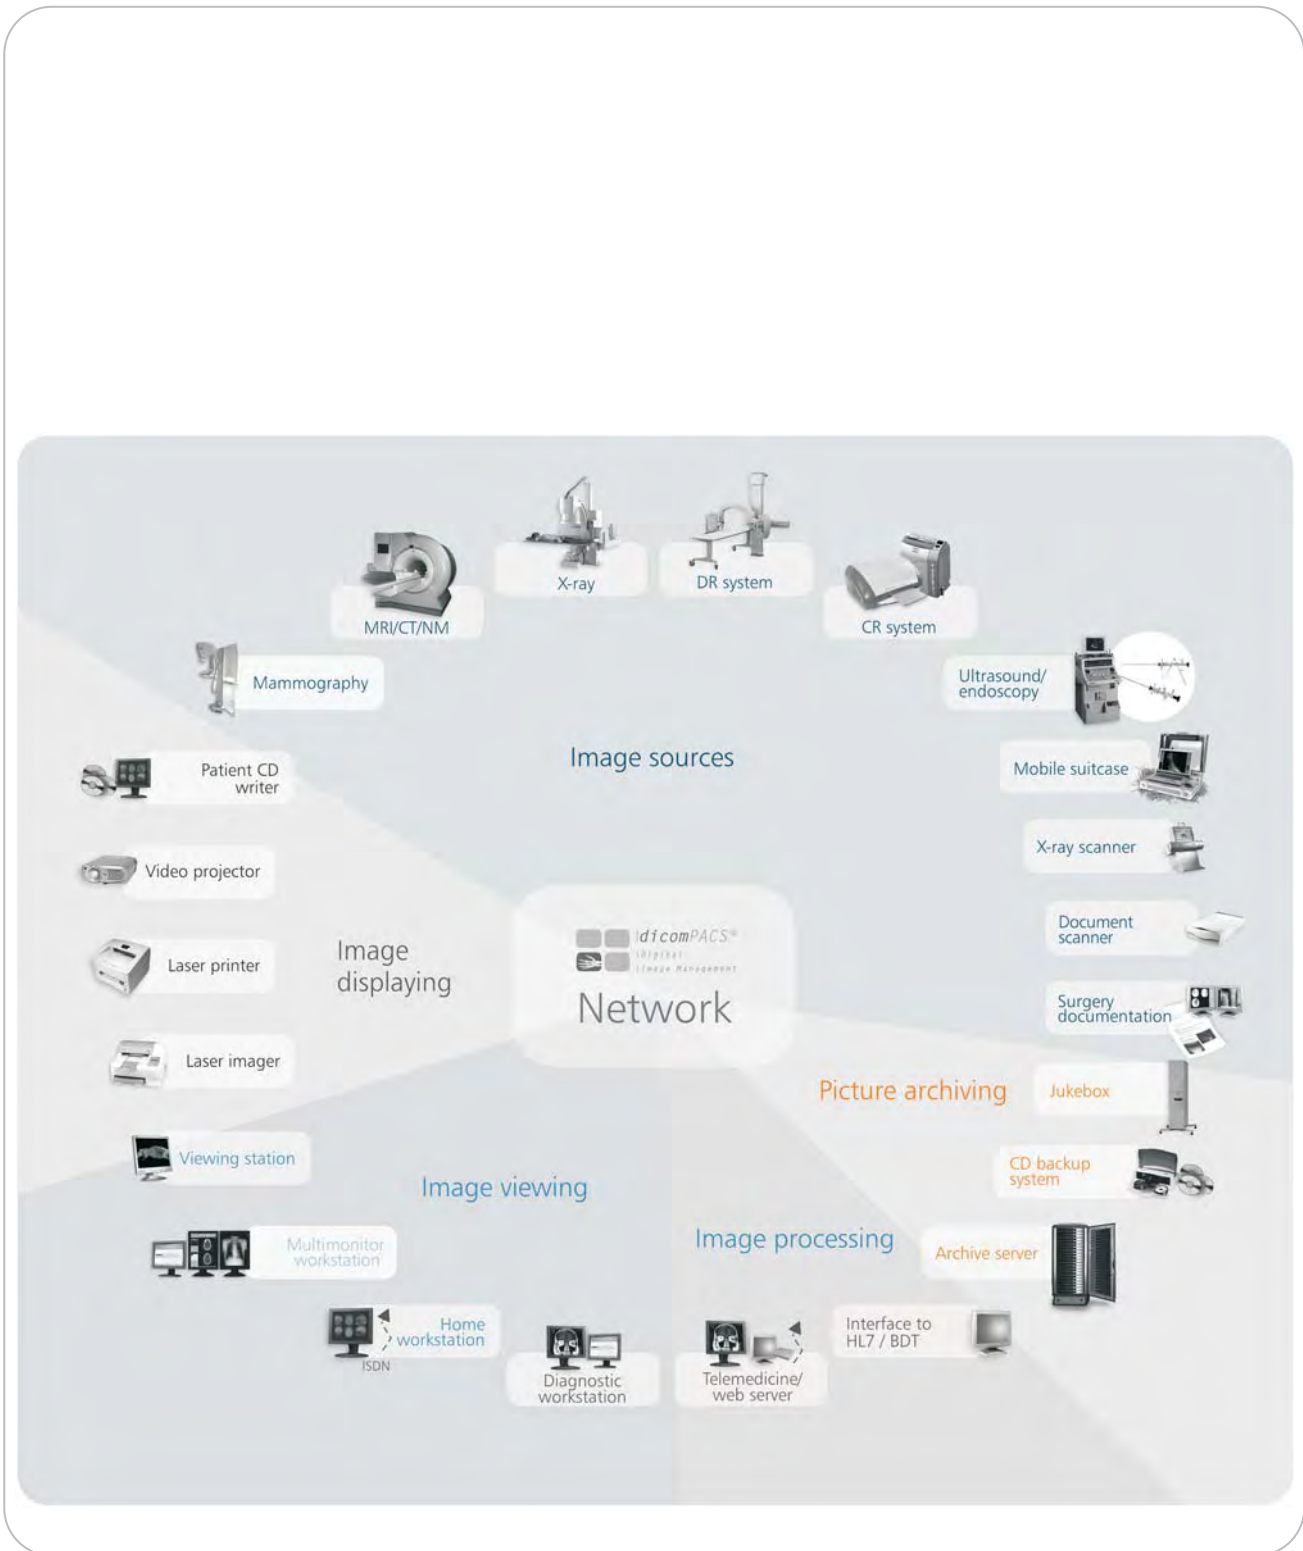 X-ray
DR system
MRI/CT/NM
CR system
Mammography
Ultrasound/
endoscopy
Image sources
Patient CD
writer
Mobile suitcase
X-ray scanner
Video projector
Document
scanner
dicomPACS®
Digital
Image Management
Network
Image
displaying
Laser printer
Surgery
documentation
Laser imager
Picture archiving
Jukebox
Viewing station
CD backup
system
Image viewing
Image processing
Archive server
Multimonitor
workstation
Home
workstation
ISDN
Interface to
HL7 / BDT
Diagnostic
workstation
Telemedicine/
web server